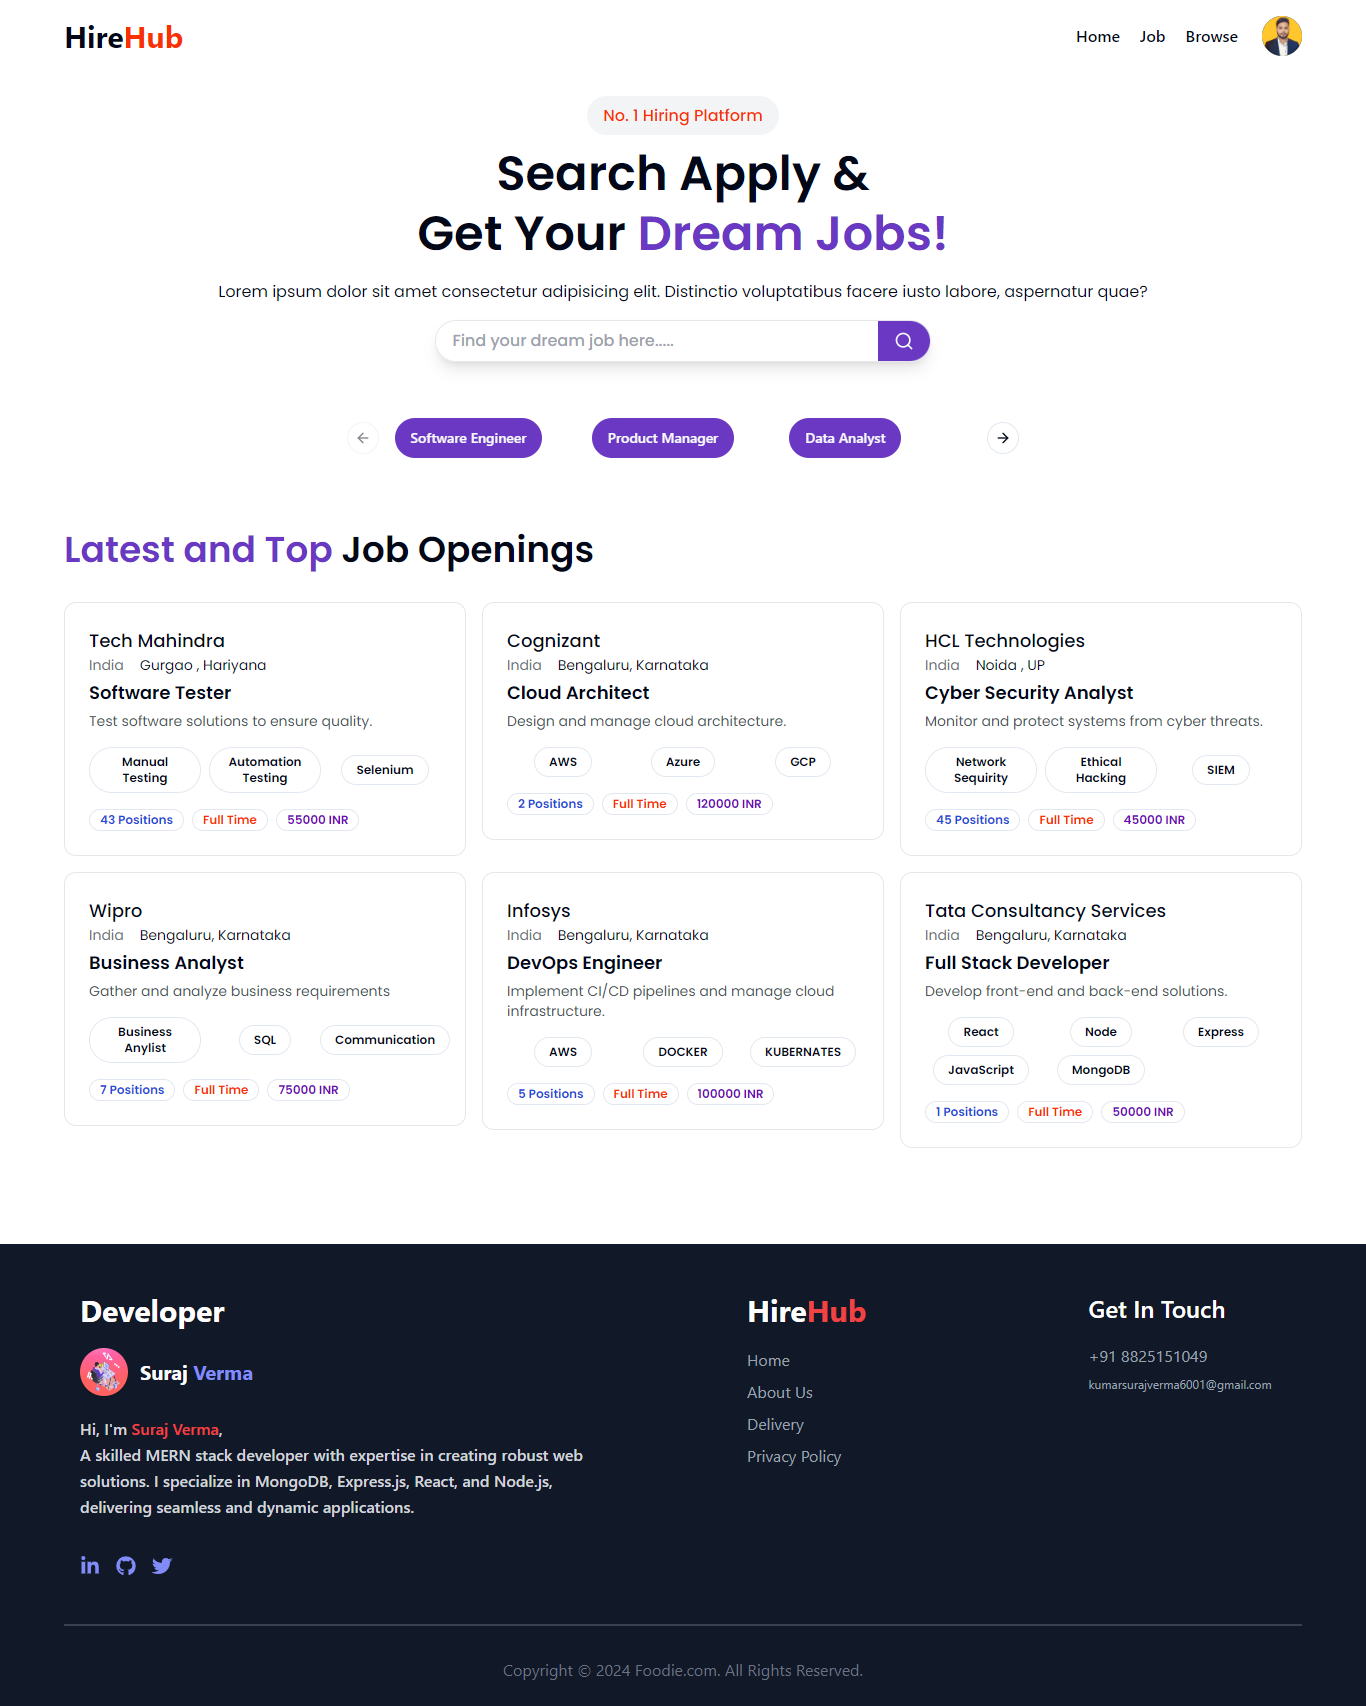 HireHub
Home Job Browse
No. 1 Hiring Platform
Search Apply &
Get Your Dream Jobs!
Lorem ipsum dolor sit amet consectetur adipisicing elit. Distinctio voluptatibus facere iusto labore, aspernatur quae?
Find your dream job here.....
Software Engineer
Product Manager
Data Analyst
Latest and Top Job Openings
Tech Mahindra
India Gurgao , Hariyana
Software Tester
Test software solutions to ensure quality.
Manual
Testing
Automation
Testing
Selenium
43 Positions
Full Time
55000 INR
Cognizant
India Bengaluru, Karnataka
Cloud Architect
Design and manage cloud architecture.
AWS
Azure
GCP
2 Positions
Full Time
120000 INR
HCL Technologies
India Noida , UP
Cyber Security Analyst
Monitor and protect systems from cyber threats.
Network
Sequirity
Ethical
Hacking
SIEM
45 Positions
Full Time
45000 INR
Wipro
India Bengaluru, Karnataka
Business Analyst
Gather and analyze business requirements
Business
Anylist
SQL
Communication
7 Positions
Full Time
75000 INR
Infosys
India Bengaluru, Karnataka
DevOps Engineer
Implement CI/CD pipelines and manage cloud
infrastructure.
AWS
DOCKER
KUBERNATES
5 Positions
Full Time
100000 INR
Tata Consultancy Services
India Bengaluru, Karnataka
Full Stack Developer
Develop front-end and back-end solutions.
React
Node
Express
JavaScript
MongoDB
1 Positions
Full Time
50000 INR
Developer
Suraj Verma
Hi, I'm Suraj Verma,
A skilled MERN stack developer with expertise in creating robust web
solutions. I specialize in MongoDB, Express.js, React, and Node.js,
delivering seamless and dynamic applications.
HireHub
Home
About Us
Delivery
Privacy Policy
Get In Touch
+91 8825151049
kumarsurajverma6001@gmail.com
Copyright © 2024 Foodie.com. All Rights Reserved.